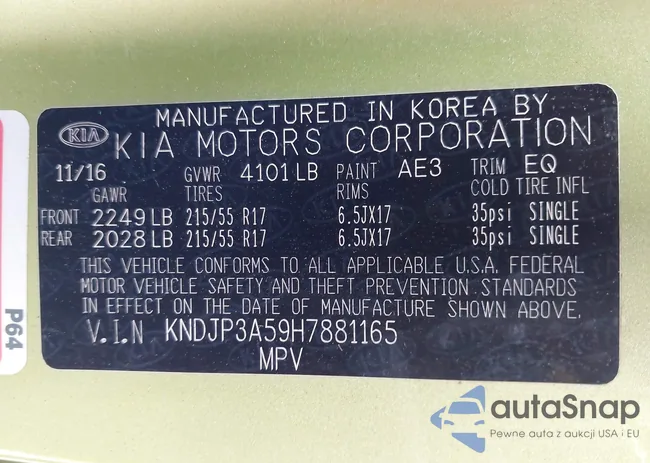 MANUFACTURED IN KOREA BY
KIA KIA MOTORS CORPORATION
11/16 GVWR 4101 LB PAINT AE3 TRIM EQ
GAWR TIRES RIMS COLD TIRE INFL
FRONT 2249 LB 215/55 R17 6.5JX17 35psi SINGLE
REAR 2028 LB 215/55 R17 6.5JX17 35psi SINGLE
THIS VEHICLE CONFORMS TO ALL APPLICABLE U.S.A. FEDERAL
MOTOR VEHICLE SAFETY AND THEFT PREVENTION STANDARDS
IN EFFECT ON THE DATE OF MANUFACTURE SHOWN ABOVE.
V.I.N KNDJP3A59H7881165
MPV
P64
autaSnap
Pewne auta z aukcji USA i EU